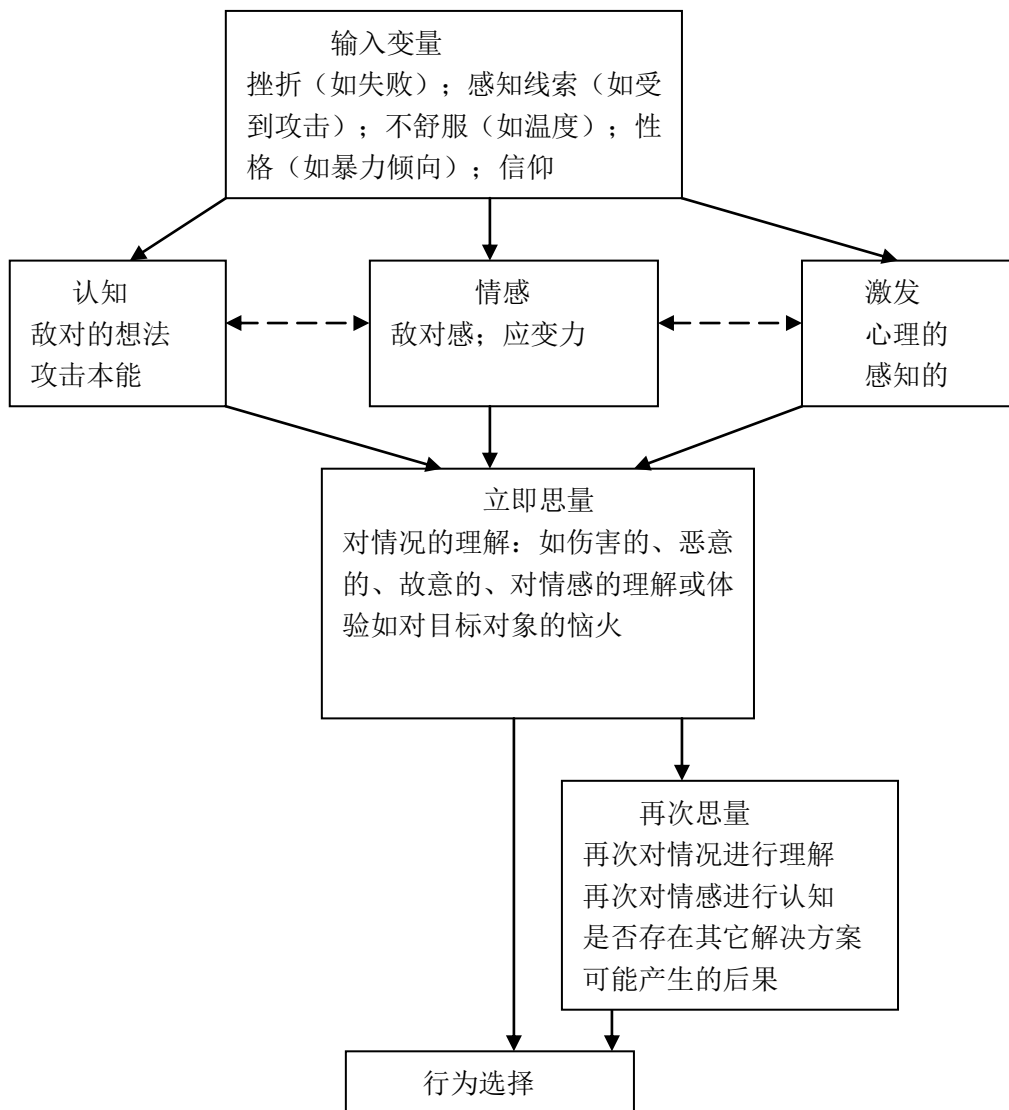 输入变量
挫折（如失败）；感知线索（如受
到攻击）；不舒服（如温度）；性
格（如暴力倾向）；信仰
认知
敌对的想法
攻击本能
情感
敌对感；应变力
激发
心理的
感知的
立即思量
对情况的理解：如伤害的、恶意
的、故意的、对情感的理解或体
验如对目标对象的恼火
再次思量
再次对情况进行理解
再次对情感进行认知
是否存在其它解决方案
可能产生的后果
行为选择